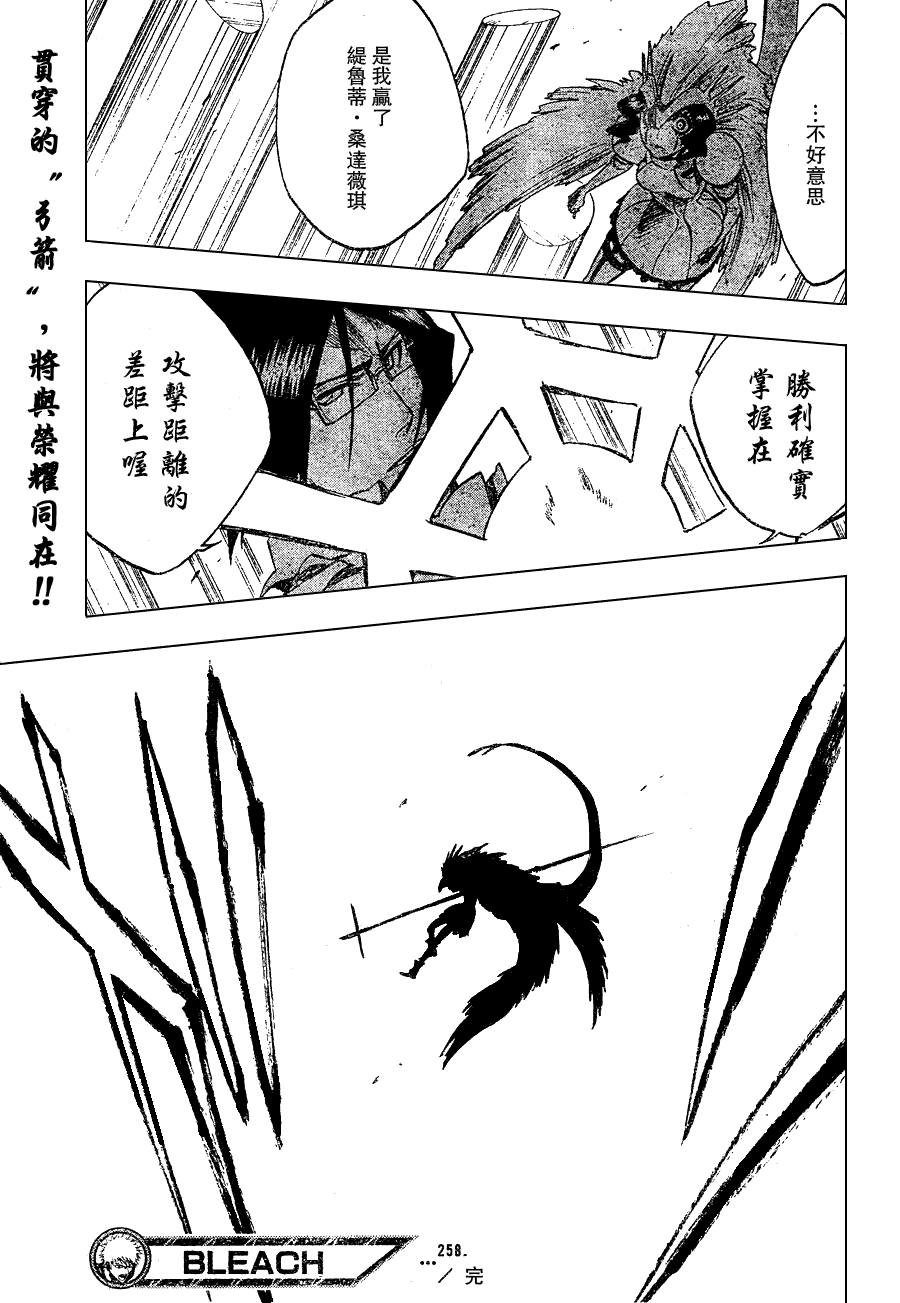 …不好意思
是我贏了
緹魯蒂・桑達薇琪
勝利確實
掌握在
攻擊距離的
差距上喔
貫穿的〝弓箭〞，將與榮耀同在!!
BLEACH
258.
…／完